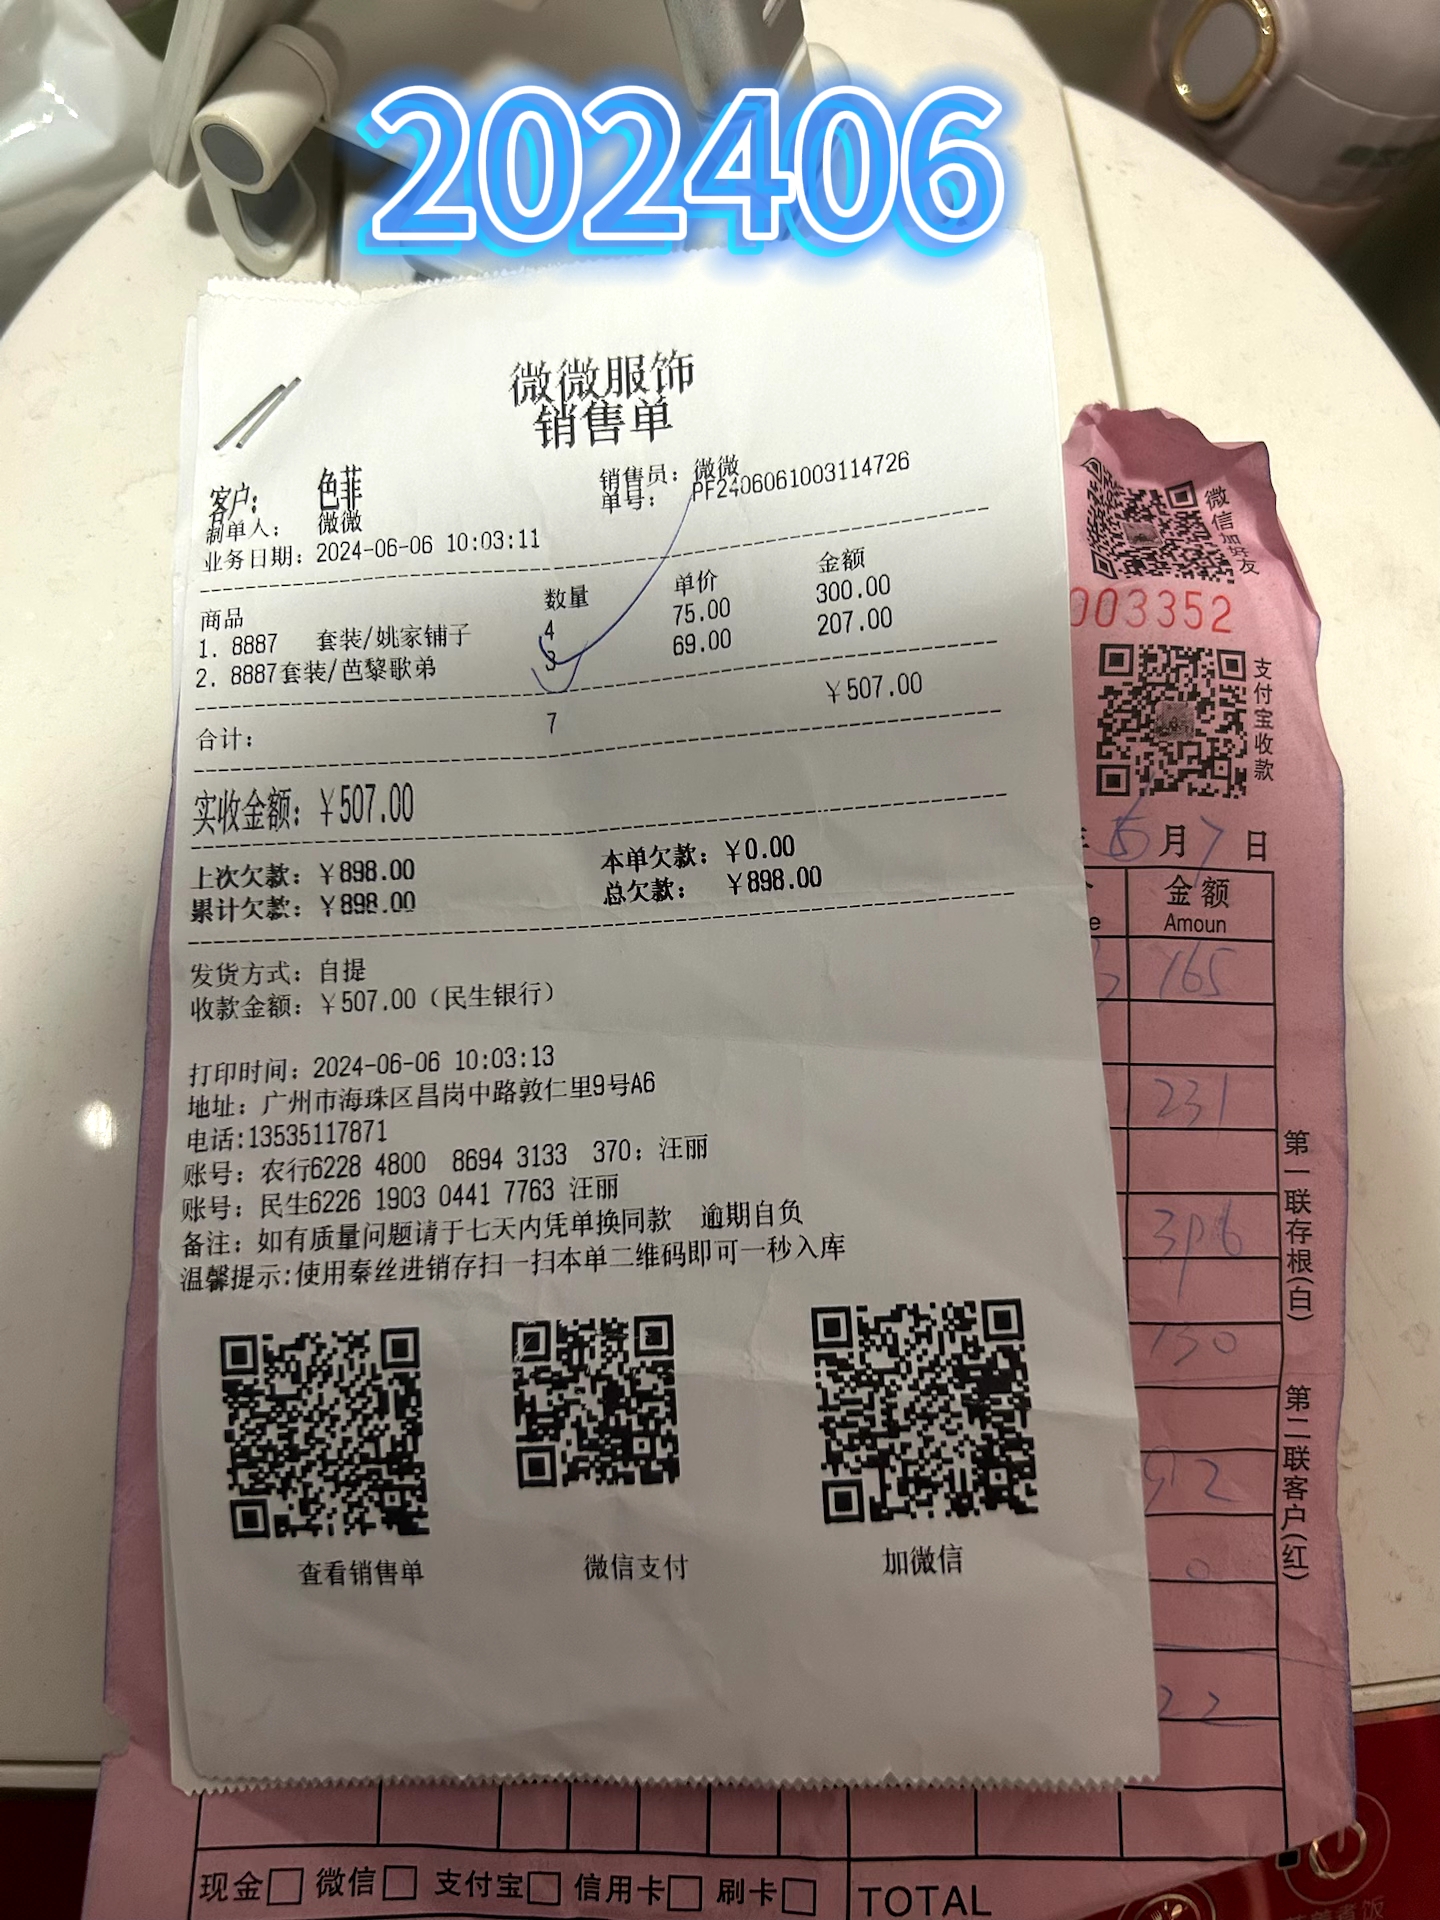 202406
微微服饰
销售单
客户： 色菲
销售员：微微
制单人： 微微
单号： PF2406061003114726
业务日期：2024-06-06 10:03:11
商品 数量 单价 金额
1. 8887 套装/姚家铺子 4 75.00 300.00
2. 8887套装/芭黎歌弟 3 69.00 207.00
合计： 7 ￥507.00
实收金额：￥507.00
上次欠款：￥898.00 本单欠款：￥0.00
累计欠款：￥898.00 总欠款： ￥898.00
发货方式：自提
收款金额：￥507.00（民生银行）
打印时间：2024-06-06 10:03:13
地址：广州市海珠区昌岗中路敦仁里9号A6
电话:13535117871
账号：农行6228 4800 8694 3133 370；汪丽
账号：民生6226 1903 0441 7763 汪丽
备注：如有质量问题请于七天内凭单换同款 逾期自负
温馨提示:使用秦丝进销存扫一扫本单二维码即可一秒入库
查看销售单 微信支付 加微信
微信加好友
003352
支付宝收款
月 7 日
金额
Amoun
165
231
396
130
92
0
22
第一联存根(白)
第二联客户(红)
现金 微信 支付宝 信用卡 刷卡 TOTAL